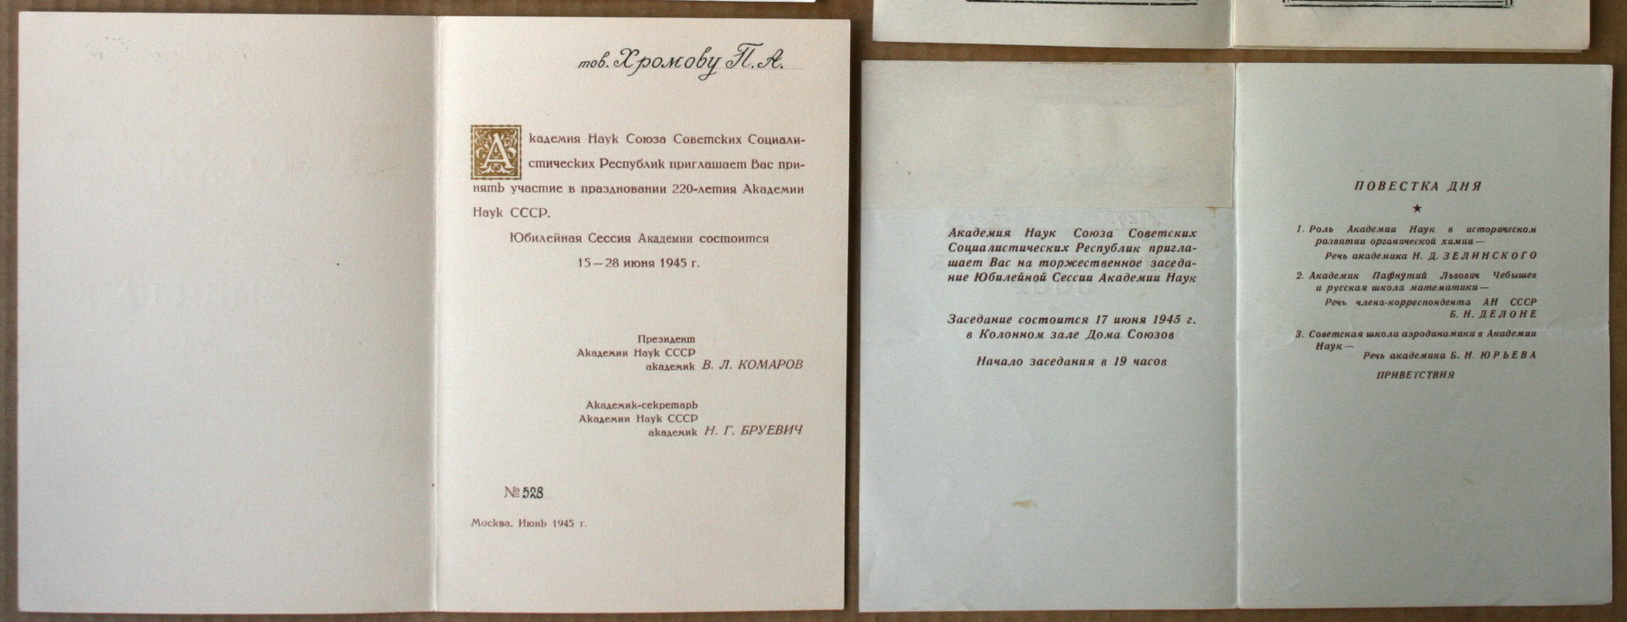 тов. Хромову П. А.
Академия Наук Союза Советских Социали-
стических Республик приглашает Вас при-
нять участие в праздновании 220-летия Академии
Наук СССР.
Юбилейная Сессия Академии состоится
15—28 июня 1945 г.
Президент
Академии Наук СССР
академик В. Л. КОМАРОВ
Академик-секретарь
Академии Наук СССР
академик Н. Г. БРУЕВИЧ
№ 528
Москва. Июнь 1945 г.
Академия Наук Союза Советских
Социалистических Республик пригла-
шает Вас на торжественное заседа-
ние Юбилейной Сессии Академии Наук
Заседание состоится 17 июня 1945 г.
в Колонном зале Дома Союзов
Начало заседания в 19 часов
ПОВЕСТКА ДНЯ
★
1. Роль Академии Наук в историческом
развитии органической химии —
Речь академика Н. Д. ЗЕЛИНСКОГО
2. Академик Пафнутий Львович Чебышев
и русская школа математики —
Речь члена-корреспондента АН СССР
Б. Н. ДЕЛОНЕ
3. Советская школа аэродинамики в Академии
Наук —
Речь академика Б. Н. ЮРЬЕВА
ПРИВЕТСТВИЯ